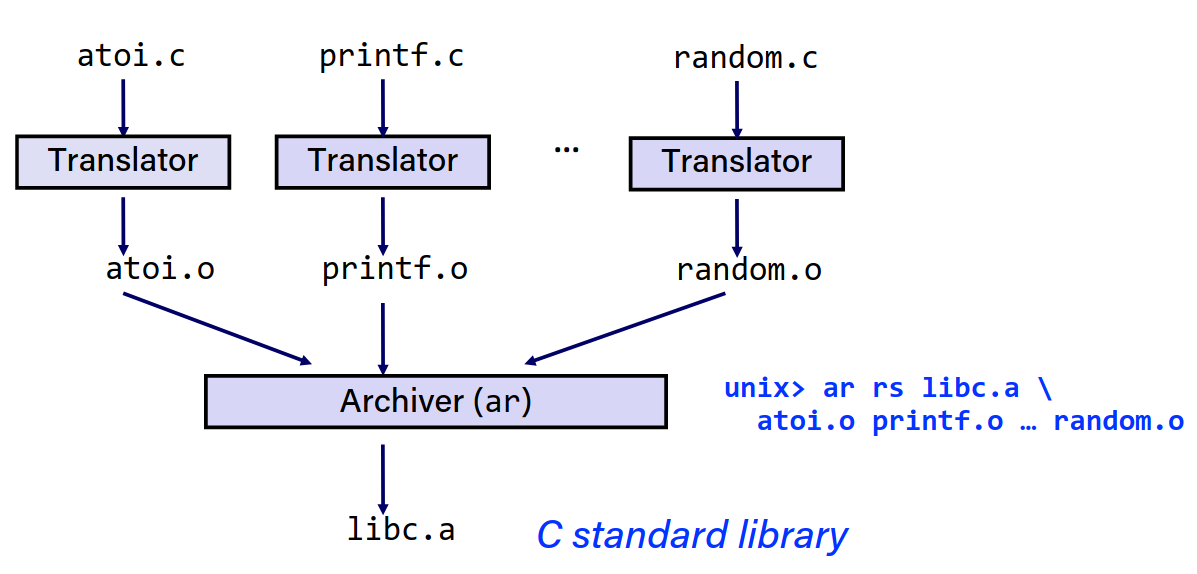 atoi.c
printf.c
random.c
Translator
Translator
...
Translator
atoi.o
printf.o
random.o
Archiver (ar)
unix> ar rs libc.a \
atoi.o printf.o … random.o
libc.a
C standard library